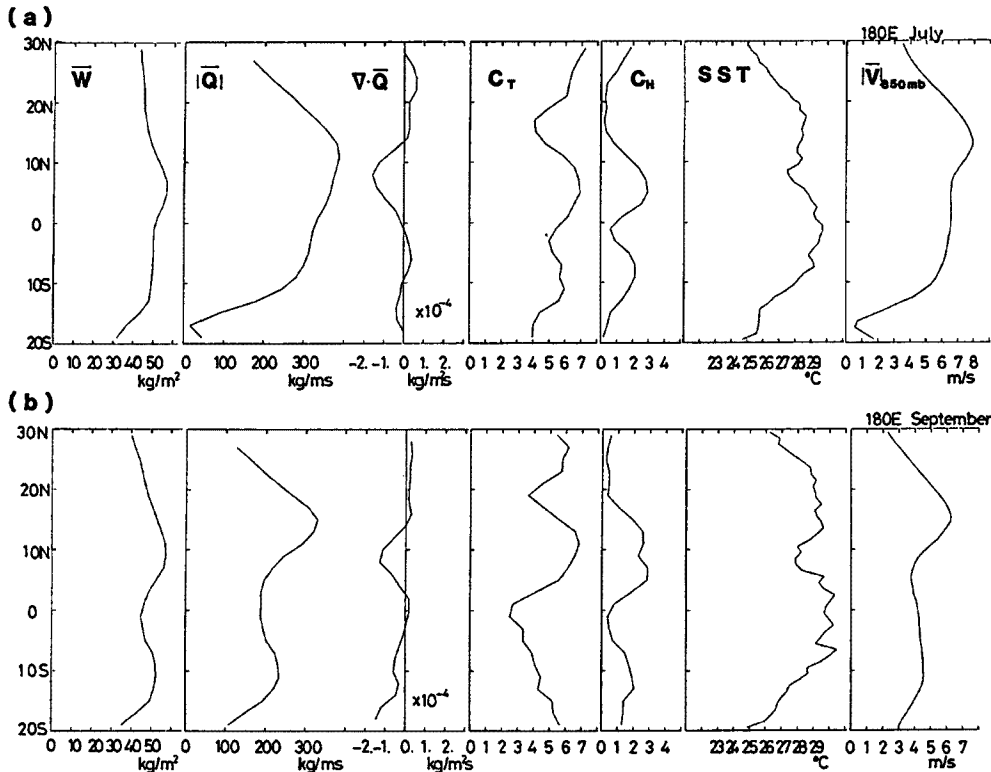 (a)
180E July
30N
20N
10N
0
10S
20S
W̅
|Q̅|
∇·Q̅
C_T
C_H
SST
|V̅|850mb
×10⁻⁴
0 10 20 30 40 50
kg/m²
0 100 200 300
kg/ms
-2. -1. 0. 1. 2.
kg/m²s
0 1 2 3 4 5 6 7
0 1 2 3 4
23 24 25 26 27 28 29
°C
0 1 2 3 4 5 6 7 8
m/s
(b)
180E September
30N
20N
10N
0
10S
20S
×10⁻⁴
0 10 20 30 40 50
kg/m²
0 100 200 300
kg/ms
-2. -1. 0. 1. 2.
kg/m²s
0 1 2 3 4 5 6 7
0 1 2 3 4
23 24 25 26 27 28 29
°C
0 1 2 3 4 5 6 7
m/s